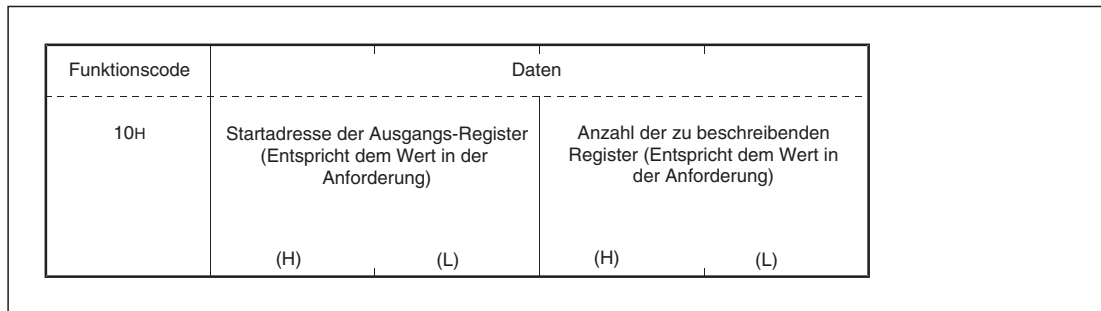 Funktionscode
Daten
10H
Startadresse der Ausgangs-Register
(Entspricht dem Wert in der
Anforderung)
Anzahl der zu beschreibenden
Register (Entspricht dem Wert in
der Anforderung)
(H)
(L)
(H)
(L)